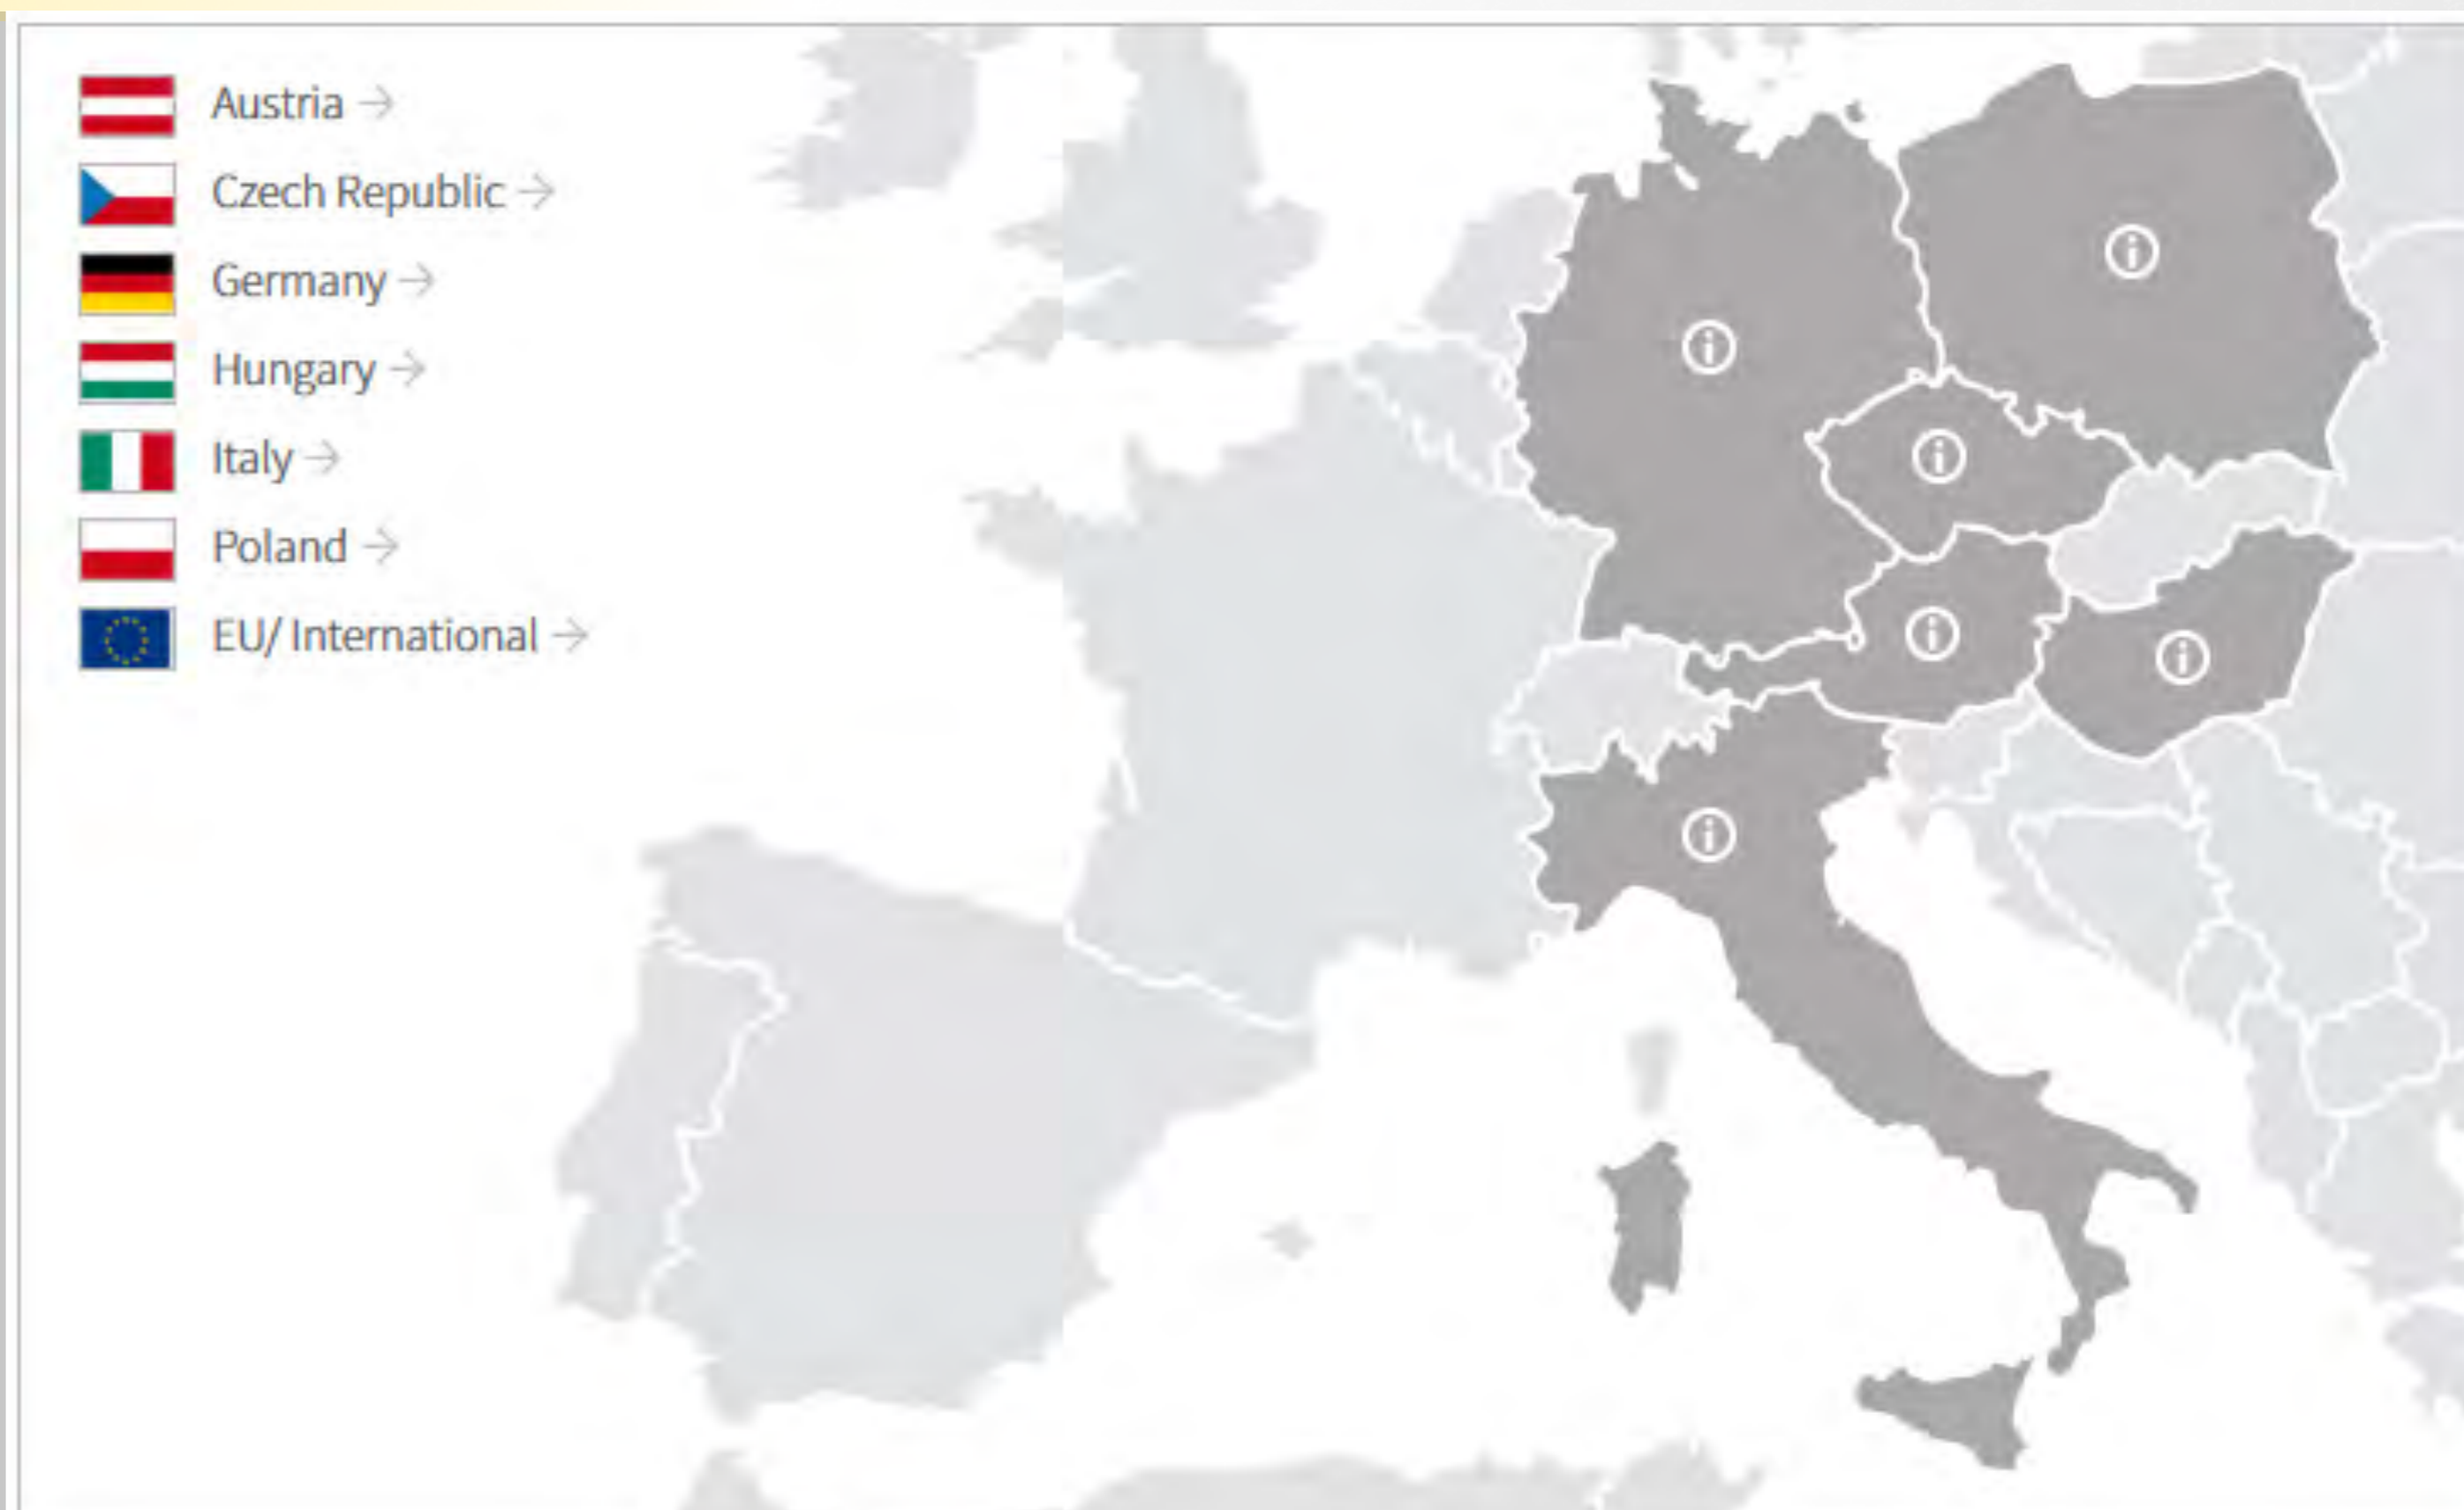 Austria →
Czech Republic →
Germany →
Hungary →
Italy →
Poland →
EU/ International →